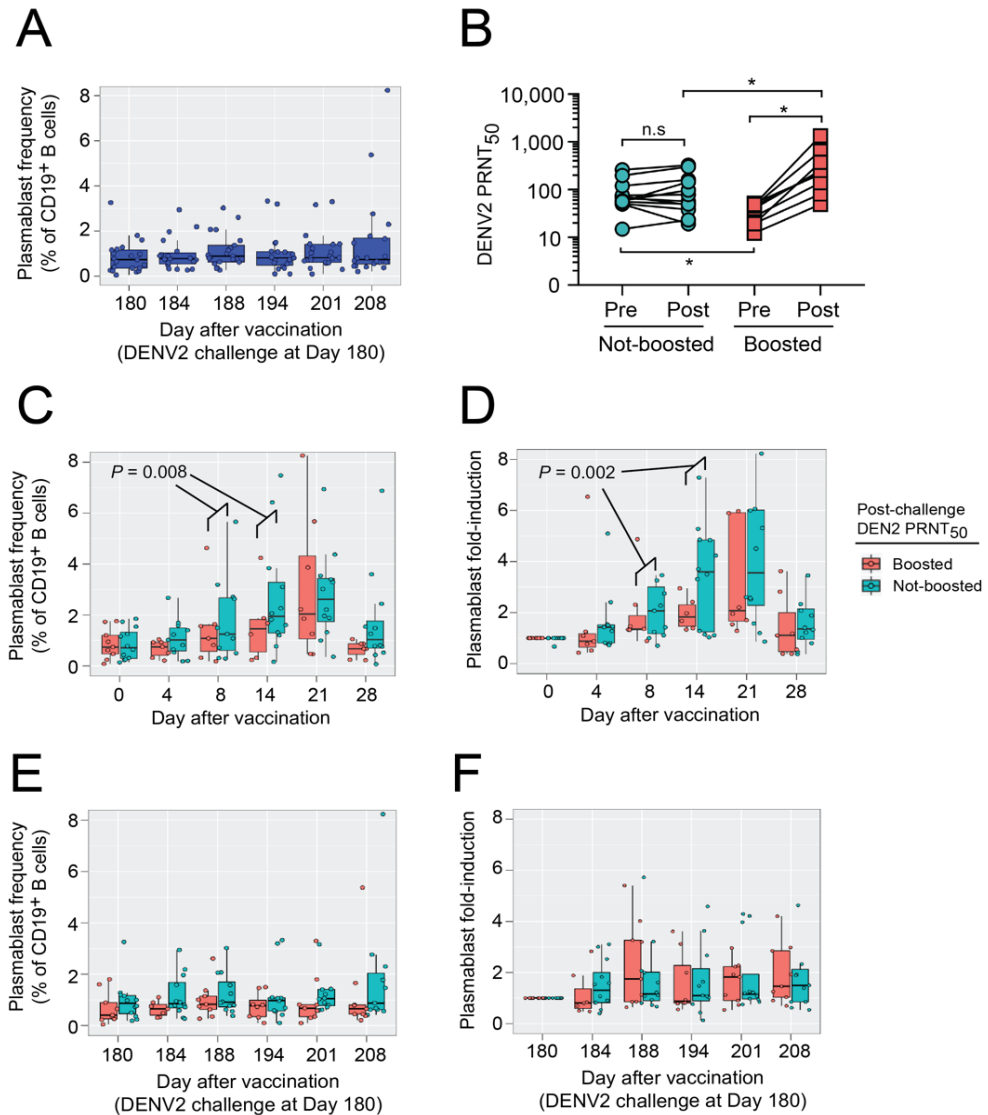 A
Plasmablast frequency
(% of CD19+ B cells)
8
6
4
2
0
180 184 188 194 201 208
Day after vaccination
(DENV2 challenge at Day 180)
B
DENV2 PRNT50
10,000
1,000
100
10
0
n.s
*
*
*
Pre Post Pre Post
Not-boosted Boosted
C
Plasmablast frequency
(% of CD19+ B cells)
8
6
4
2
0
P = 0.008
0 4 8 14 21 28
Day after vaccination
D
Plasmablast fold-induction
8
6
4
2
0
P = 0.002
0 4 8 14 21 28
Day after vaccination
Post-challenge
DEN2 PRNT50
Boosted
Not-boosted
E
Plasmablast frequency
(% of CD19+ B cells)
8
6
4
2
0
180 184 189 194 201 208
Day after vaccination
(DENV2 challenge at Day 180)
F
Plasmablast fold-induction
8
6
4
2
0
180 184 188 194 201 208
Day after vaccination
(DENV2 challenge at Day 180)